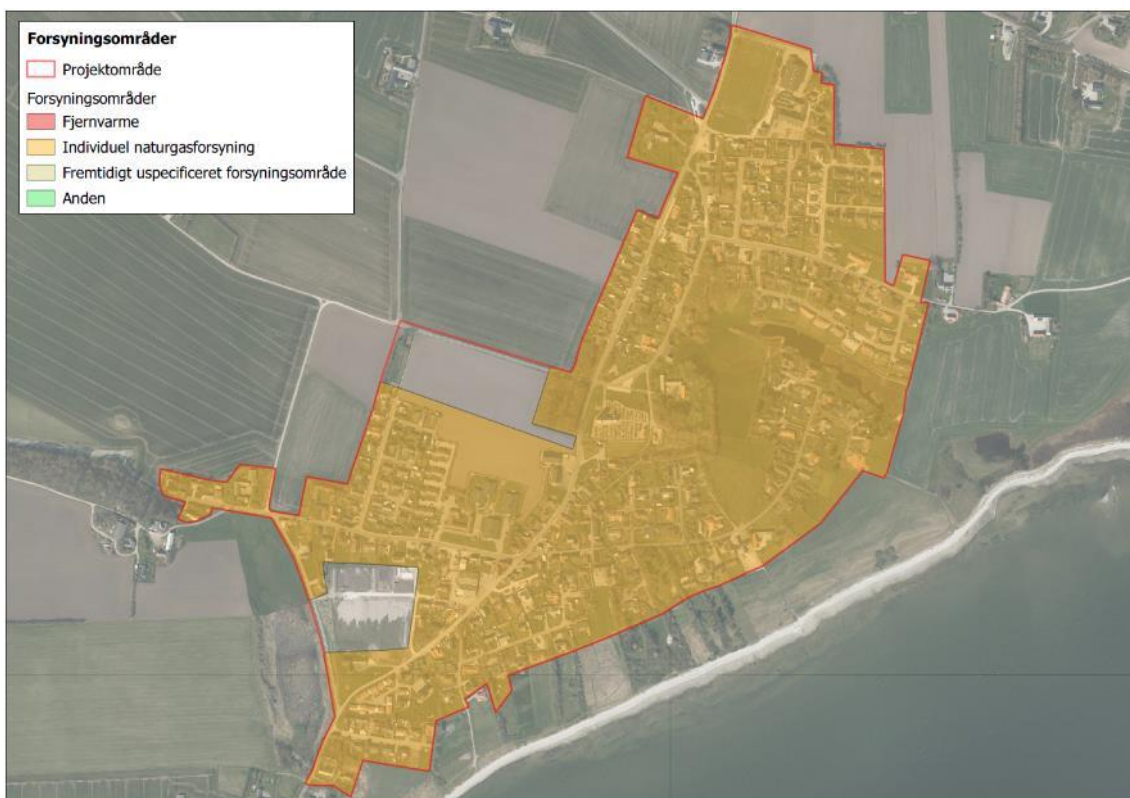 Forsyningsområder
Projektområde
Forsyningsområder
Fjernvarme
Individuel naturgasforsyning
Fremtidigt uspecificeret forsyningsområde
Anden